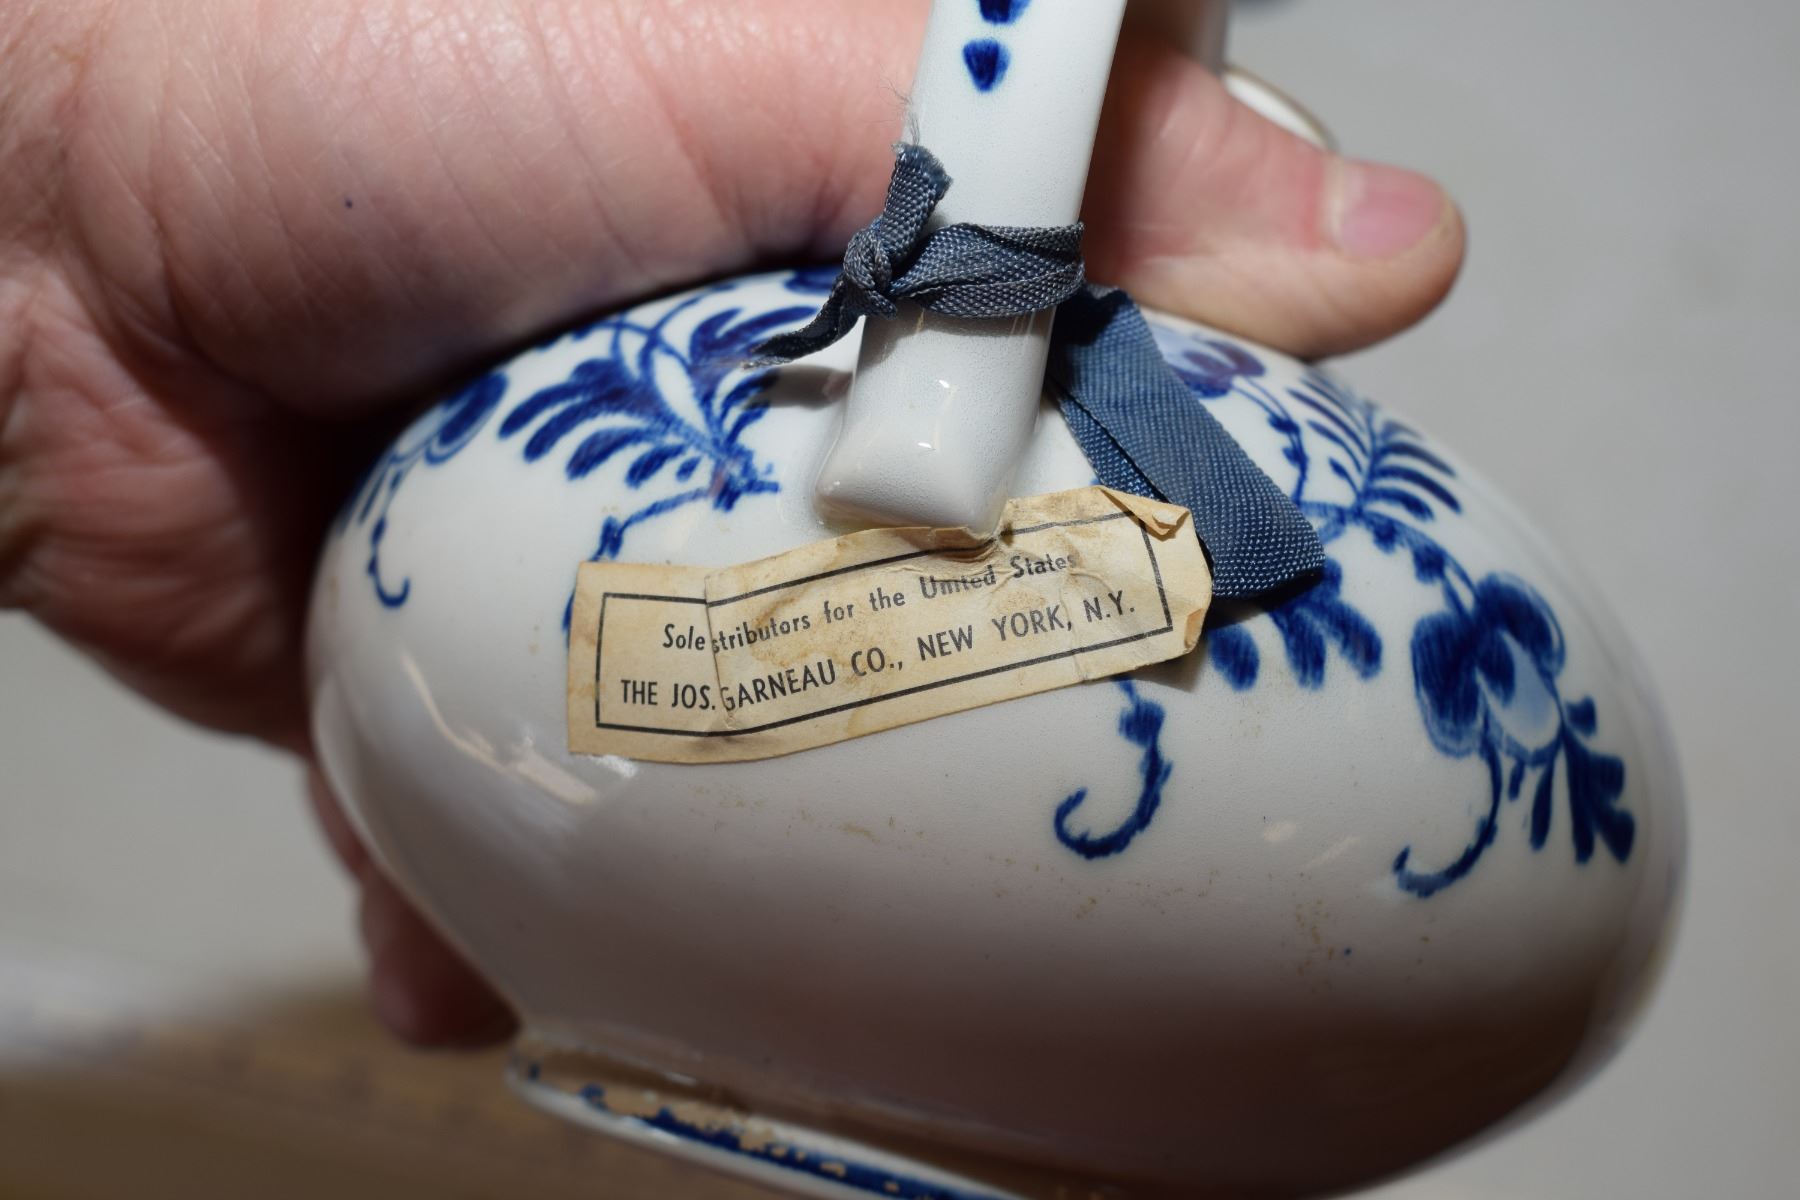 Sole stributors for the United States
THE JOS. GARNEAU CO., NEW YORK, N.Y.